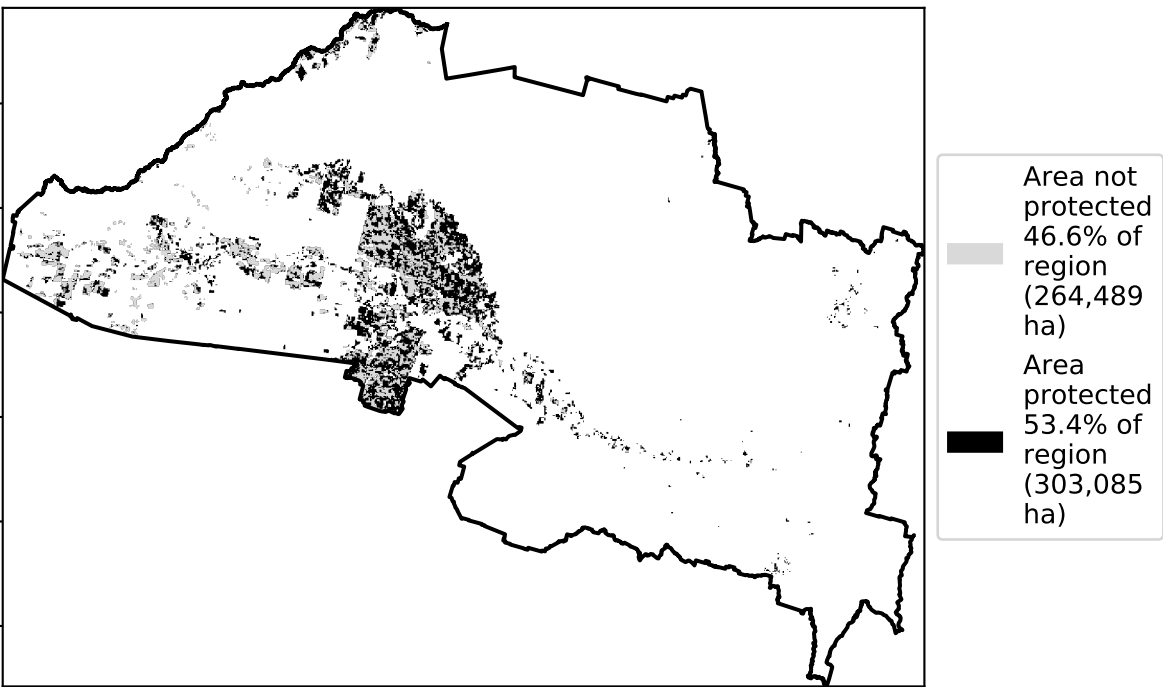 Area not
protected
46.6% of
region
(264,489
ha)
Area
protected
53.4% of
region
(303,085
ha)